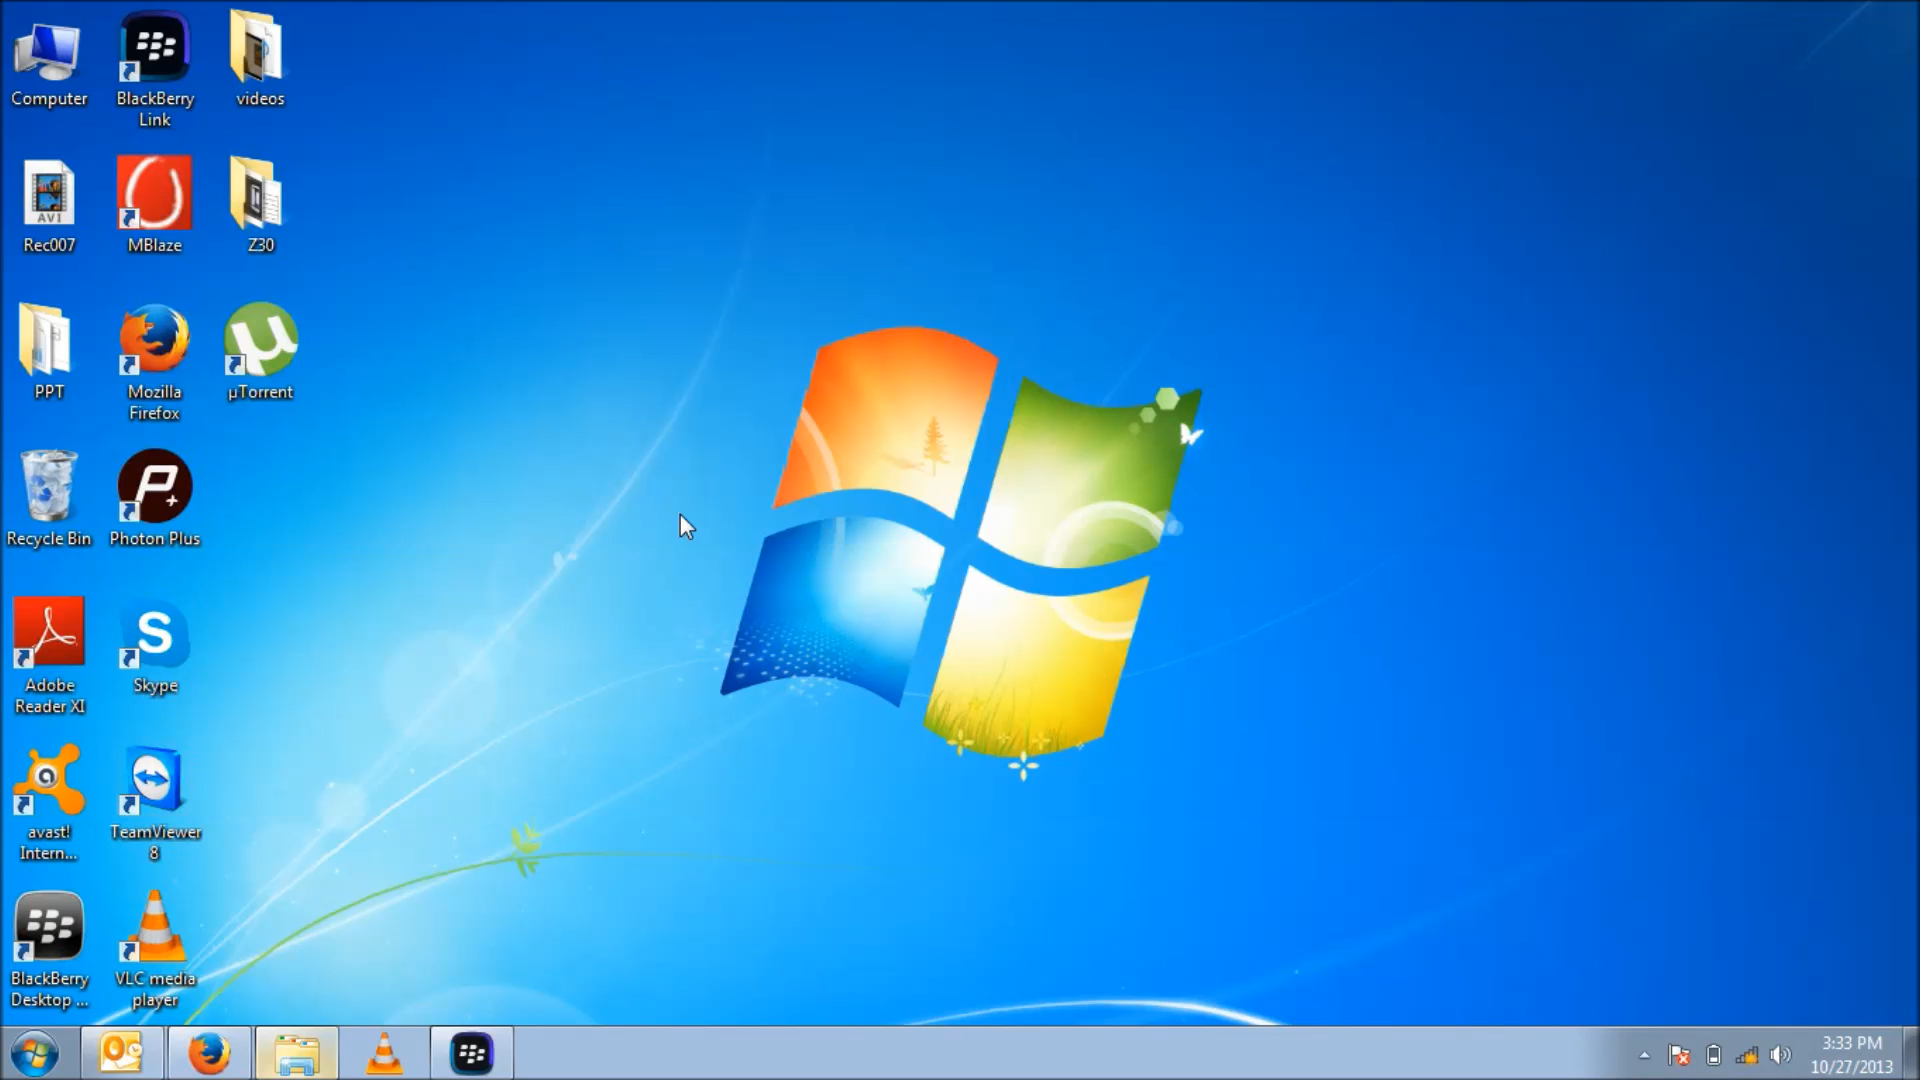 Computer
BlackBerry
Link
videos
AVI
Rec007
MBlaze
Z30
PPT
Mozilla
Firefox
µ
µTorrent
Recycle Bin
P+
Photon Plus
Adobe
Reader XI
S
Skype
a
avast!
Intern...
TeamViewer
8
BlackBerry
Desktop ...
VLC media
player
O
3:33 PM
10/27/2013